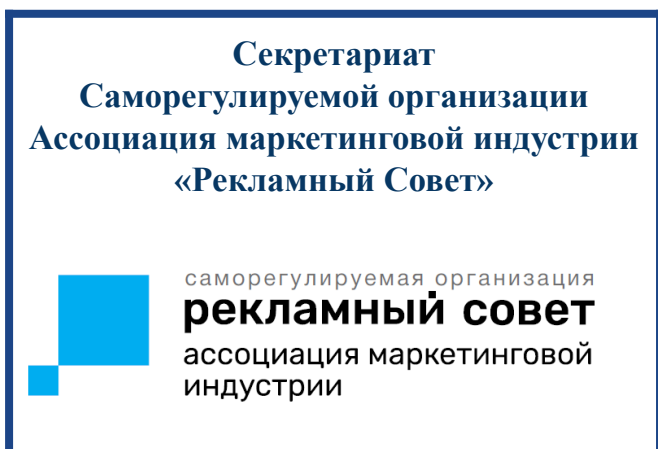 Секретариат
Саморегулируемой организации
Ассоциация маркетинговой индустрии
«Рекламный Совет»
саморегулируемая организация
рекламный совет
ассоциация маркетинговой
индустрии